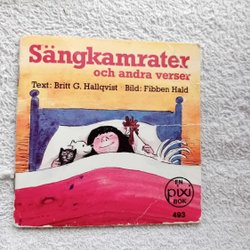 Sängkamrater
och andra verser
Text: Britt G. Hallqvist · Bild: Fibben Hald
EN
pixi
BOK
493